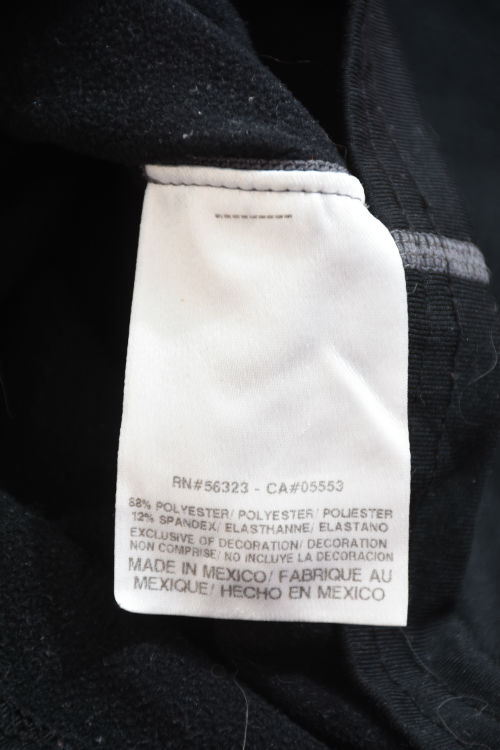 RN#56323 - CA#05553
88% POLYESTER/ POLYESTER/ POLIESTER
12% SPANDEX/ ELASTHANNE/ ELASTANO
EXCLUSIVE OF DECORATION/ DECORATION
NON COMPRISE/ NO INCLUYE LA DECORACION
MADE IN MEXICO/ FABRIQUE AU
MEXIQUE/ HECHO EN MEXICO